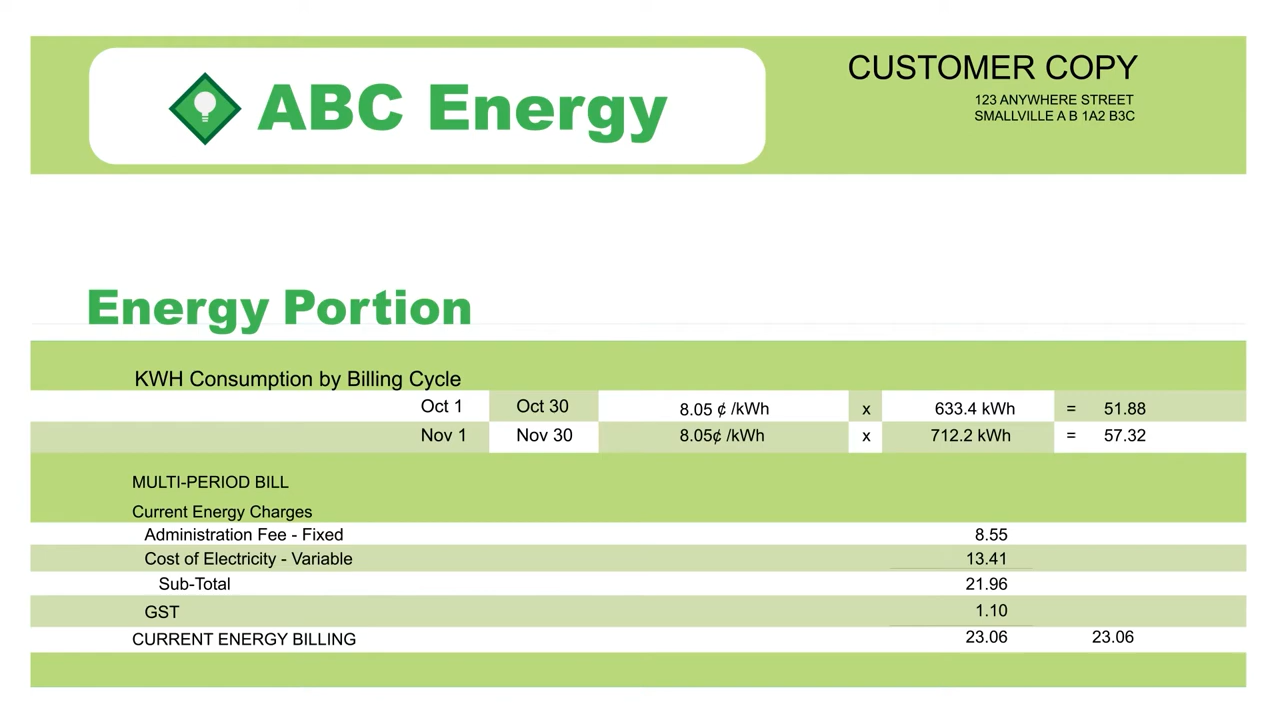 ABC Energy
CUSTOMER COPY
123 ANYWHERE STREET
SMALLVILLE A B 1A2 B3C
Energy Portion
KWH Consumption by Billing Cycle
Oct 1 Oct 30 8.05 ¢ /kWh x 633.4 kWh = 51.88
Nov 1 Nov 30 8.05¢ /kWh x 712.2 kWh = 57.32
MULTI-PERIOD BILL
Current Energy Charges
Administration Fee - Fixed 8.55
Cost of Electricity - Variable 13.41
Sub-Total 21.96
GST 1.10
CURRENT ENERGY BILLING 23.06 23.06